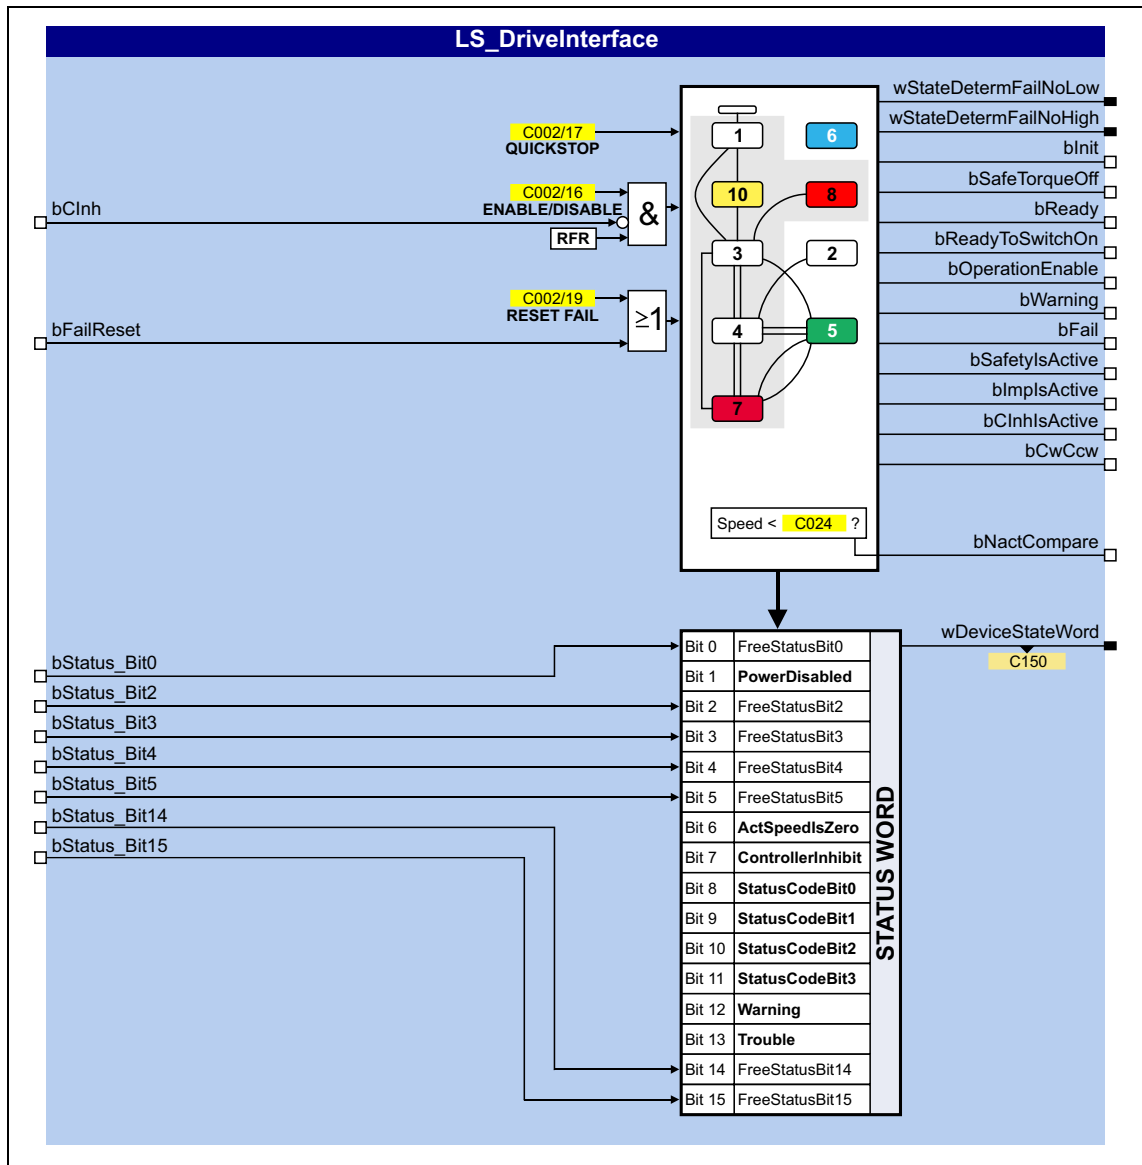 LS_DriveInterface
wStateDetermFailNoLow
wStateDetermFailNoHigh
bInit
bSafeTorqueOff
bReady
bReadyToSwitchOn
bOperationEnable
bWarning
bFail
bSafetyIsActive
bImpIsActive
bCInhIsActive
bCwCcw
bNactCompare
C002/17
QUICKSTOP
C002/16
ENABLE/DISABLE
bCInh
RFR
&
C002/19
RESET FAIL
bFailReset
≥1
1
6
10
8
3
2
4
5
7
Speed < C024 ?
wDeviceStateWord
C150
bStatus_Bit0
bStatus_Bit2
bStatus_Bit3
bStatus_Bit4
bStatus_Bit5
bStatus_Bit14
bStatus_Bit15
Bit 0 FreeStatusBit0
Bit 1 PowerDisabled
Bit 2 FreeStatusBit2
Bit 3 FreeStatusBit3
Bit 4 FreeStatusBit4
Bit 5 FreeStatusBit5
Bit 6 ActSpeedIsZero
Bit 7 ControllerInhibit
Bit 8 StatusCodeBit0
Bit 9 StatusCodeBit1
Bit 10 StatusCodeBit2
Bit 11 StatusCodeBit3
Bit 12 Warning
Bit 13 Trouble
Bit 14 FreeStatusBit14
Bit 15 FreeStatusBit15
STATUS WORD